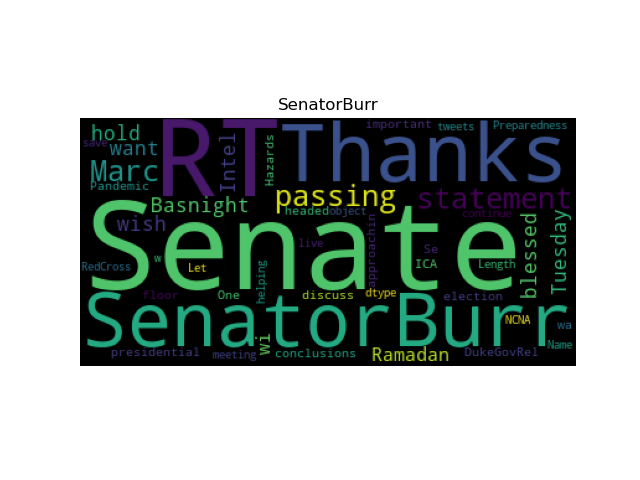 SenatorBurr
RT Thanks
important tweets Preparedness
hold
save
want
Intel
Hazards
Marc
Pandemic
passing
statement
Basnight
headed object
continue
wish
Senate
approachin
blessed
Tuesday
live
Se
w
RedCross
Let
ICA
Length
helping
floor
One
discuss
dtype
election
SenatorBurr
NCNA
wa
Wi
presidential
meeting
conclusions
Ramadan
DukeGovRel
Name